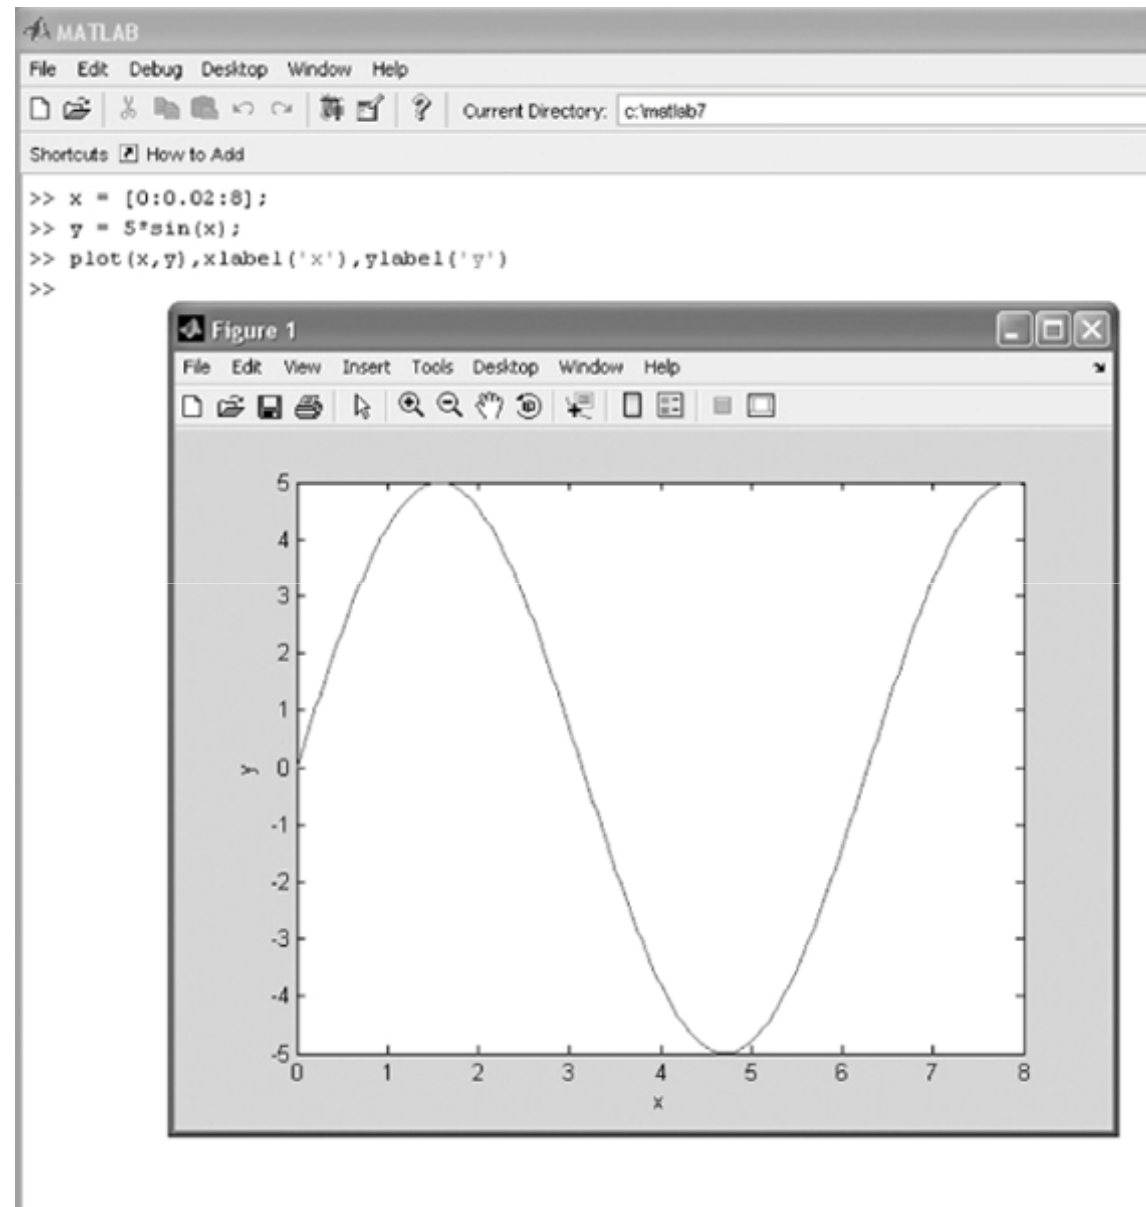 MATLAB
File Edit Debug Desktop Window Help
Current Directory: c:\matlab7
Shortcuts How to Add
>> x = [0:0.02:8];
>> y = 5*sin(x);
>> plot(x,y),xlabel('x'),ylabel('y')
>>
Figure 1
File Edit View Insert Tools Desktop Window Help
5
4
3
2
1
y 0
-1
-2
-3
-4
-5
0 1 2 3 4 5 6 7 8
x